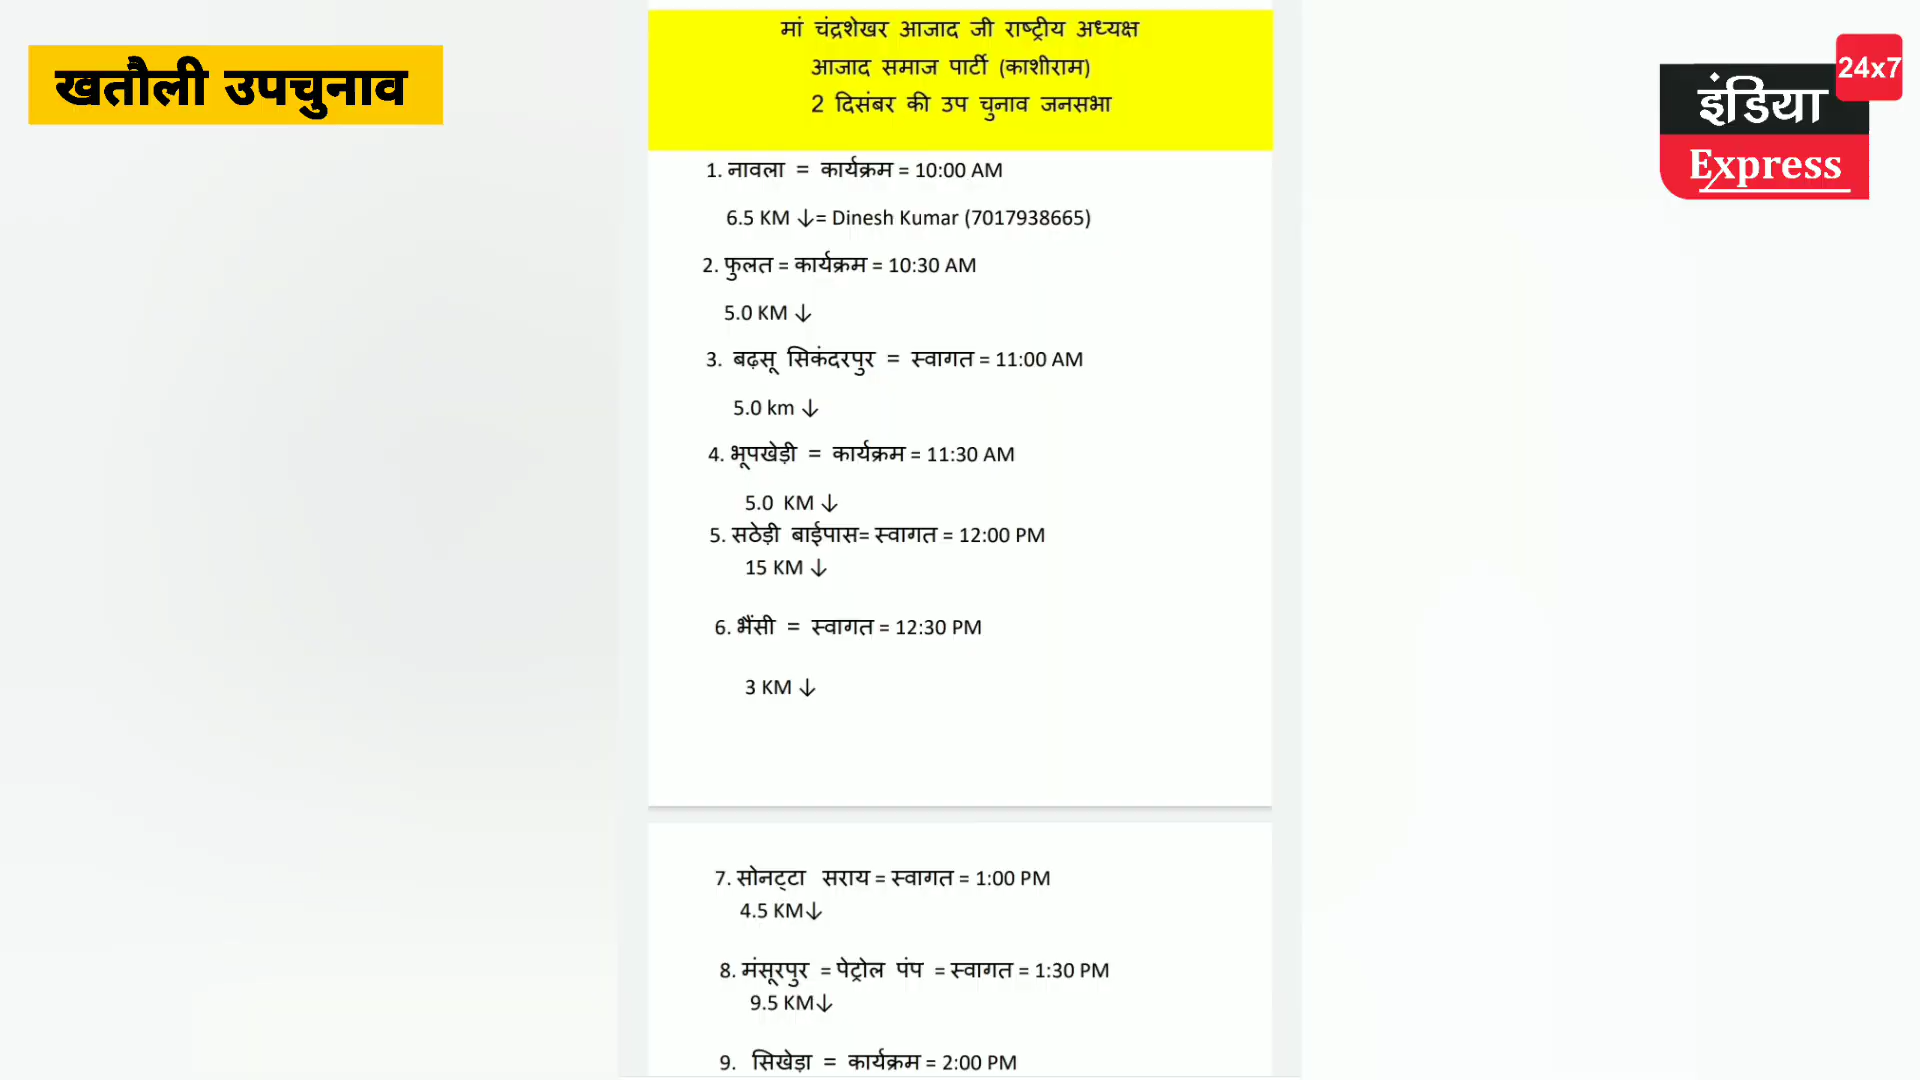 खतौली उपचुनाव
मां चंद्रशेखर आजाद जी राष्ट्रीय अध्यक्ष
आजाद समाज पार्टी (काशीराम)
2 दिसंबर की उप चुनाव जनसभा
24x7
इंडिया
Express
1. नावला = कार्यक्रम = 10:00 AM
6.5 KM ↓= Dinesh Kumar (7017938665)
2. फुलत = कार्यक्रम = 10:30 AM
5.0 KM ↓
3. बढ़सू सिकंदरपुर = स्वागत = 11:00 AM
5.0 km ↓
4. भूपखेड़ी = कार्यक्रम = 11:30 AM
5.0 KM ↓
5. सठेड़ी बाईपास= स्वागत = 12:00 PM
15 KM ↓
6. भैंसी = स्वागत = 12:30 PM
3 KM ↓
7. सोनट्टा सराय = स्वागत = 1:00 PM
4.5 KM↓
8. मंसूरपुर = पेट्रोल पंप = स्वागत = 1:30 PM
9.5 KM↓
9. सिखेड़ा = कार्यक्रम = 2:00 PM